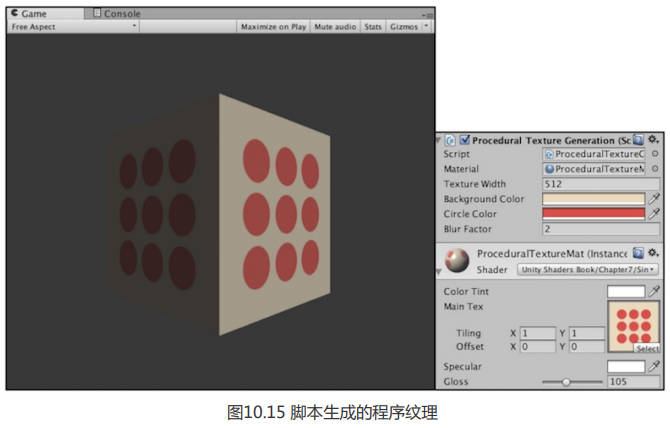 Game
Console
Free Aspect
Maximize on Play Mute audio Stats Gizmos
Procedural Texture Generation (Sc
Script ProceduralTextureG
Material ProceduralTextureM
Texture Width 512
Background Color
Circle Color
Blur Factor 2
ProceduralTextureMat (Instance
Shader Unity Shaders Book/Chapter7/Sin
Color Tint
Main Tex
Tiling X 1 Y 1
Offset X 0 Y 0
Select
Specular
Gloss 105
图10.15 脚本生成的程序纹理